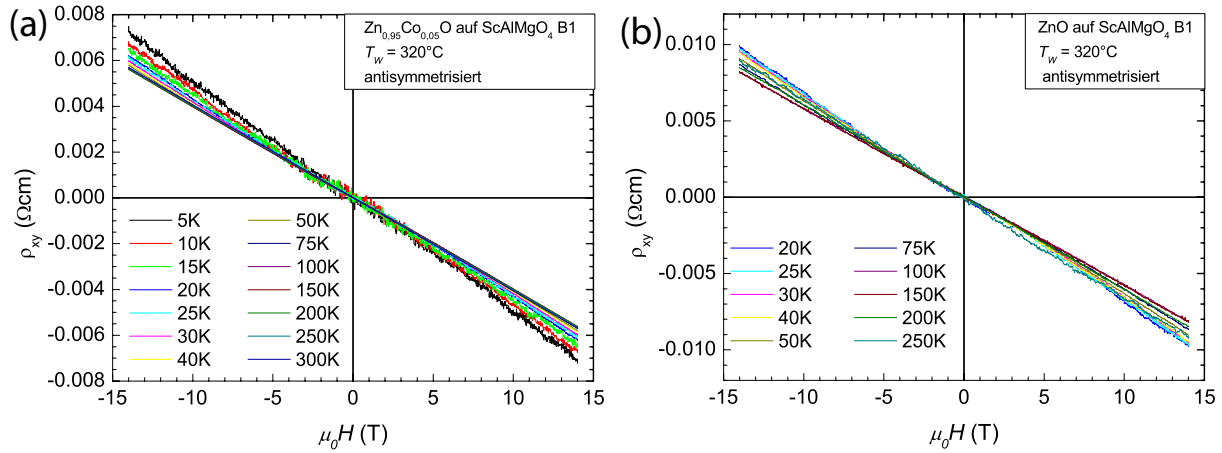 (a)
Zn0,95Co0,05O auf ScAlMgO4 B1
TW = 320°C
antisymmetrisiert
0.008
0.006
0.004
0.002
0.000
-0.002
-0.004
-0.006
-0.008
ρxy (Ωcm)
5K
10K
15K
20K
25K
30K
40K
50K
75K
100K
150K
200K
250K
300K
-15 -10 -5 0 5 10 15
μ0H (T)
(b)
ZnO auf ScAlMgO4 B1
TW = 320°C
antisymmetrisiert
0.010
0.005
0.000
-0.005
-0.010
ρxy (Ωcm)
20K
25K
30K
40K
50K
75K
100K
150K
200K
250K
-15 -10 -5 0 5 10 15
μ0H (T)